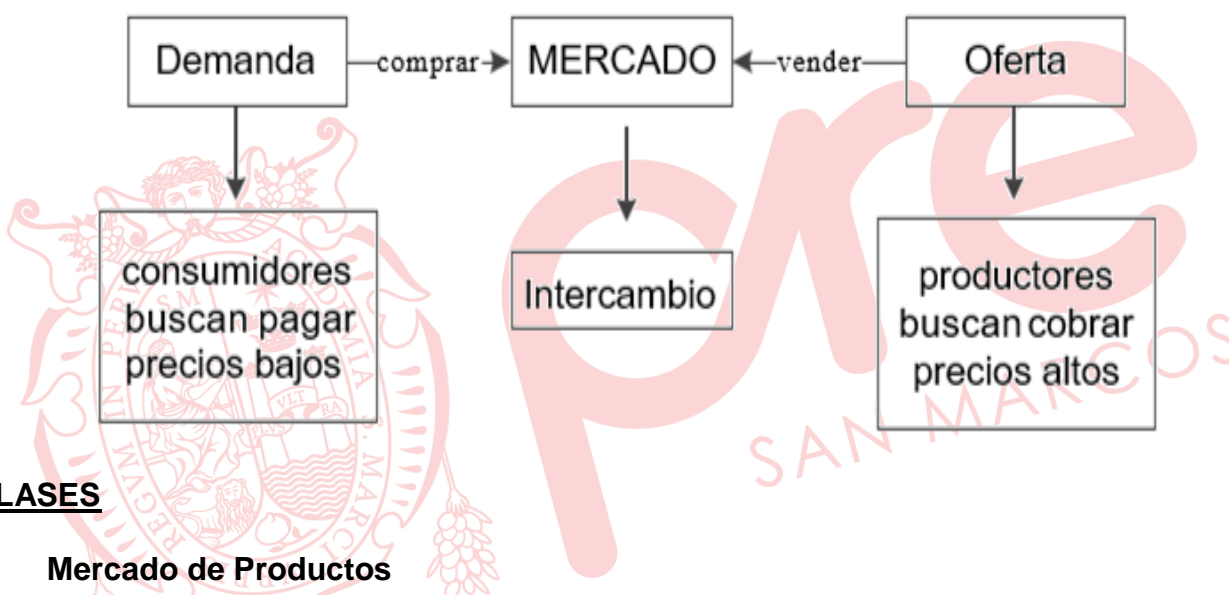 Demanda
comprar
MERCADO
vender
Oferta
consumidores
buscan pagar
precios bajos
Intercambio
productores
buscan cobrar
precios altos
SAN MARCOS
LASES
Mercado de Productos